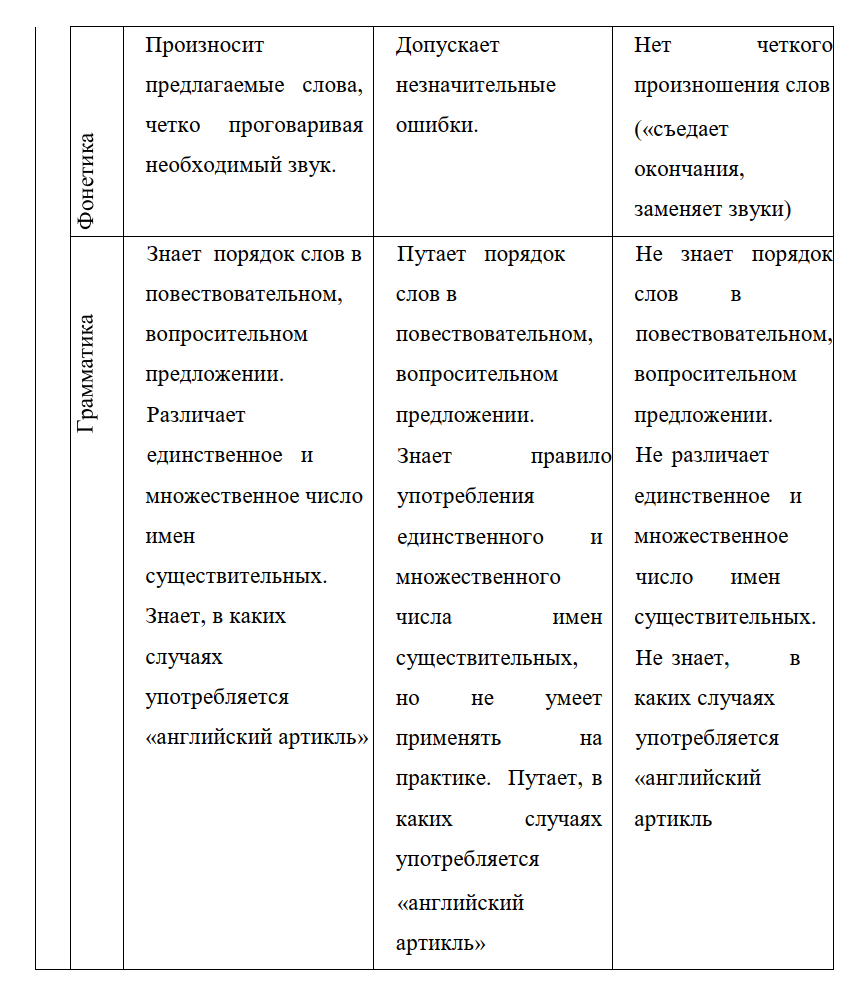 Фонетика
Произносит
предлагаемые слова,
четко проговаривая
необходимый звук.
Допускает
незначительные
ошибки.
Нет четкого
произношения слов
(«съедает
окончания,
заменяет звуки)
Грамматика
Знает порядок слов в
повествовательном,
вопросительном
предложении.
Различает
единственное и
множественное число
имен
существительных.
Знает, в каких
случаях
употребляется
«английский артикль»
Путает порядок
слов в
повествовательном,
вопросительном
предложении.
Знает правило
употребления
единственного и
множественного
числа имен
существительных,
но не умеет
применять на
практике. Путает, в
каких случаях
употребляется
«английский
артикль»
Не знает порядок
слов в
повествовательном,
вопросительном
предложении.
Не различает
единственное и
множественное
число имен
существительных.
Не знает, в
каких случаях
употребляется
«английский
артикль